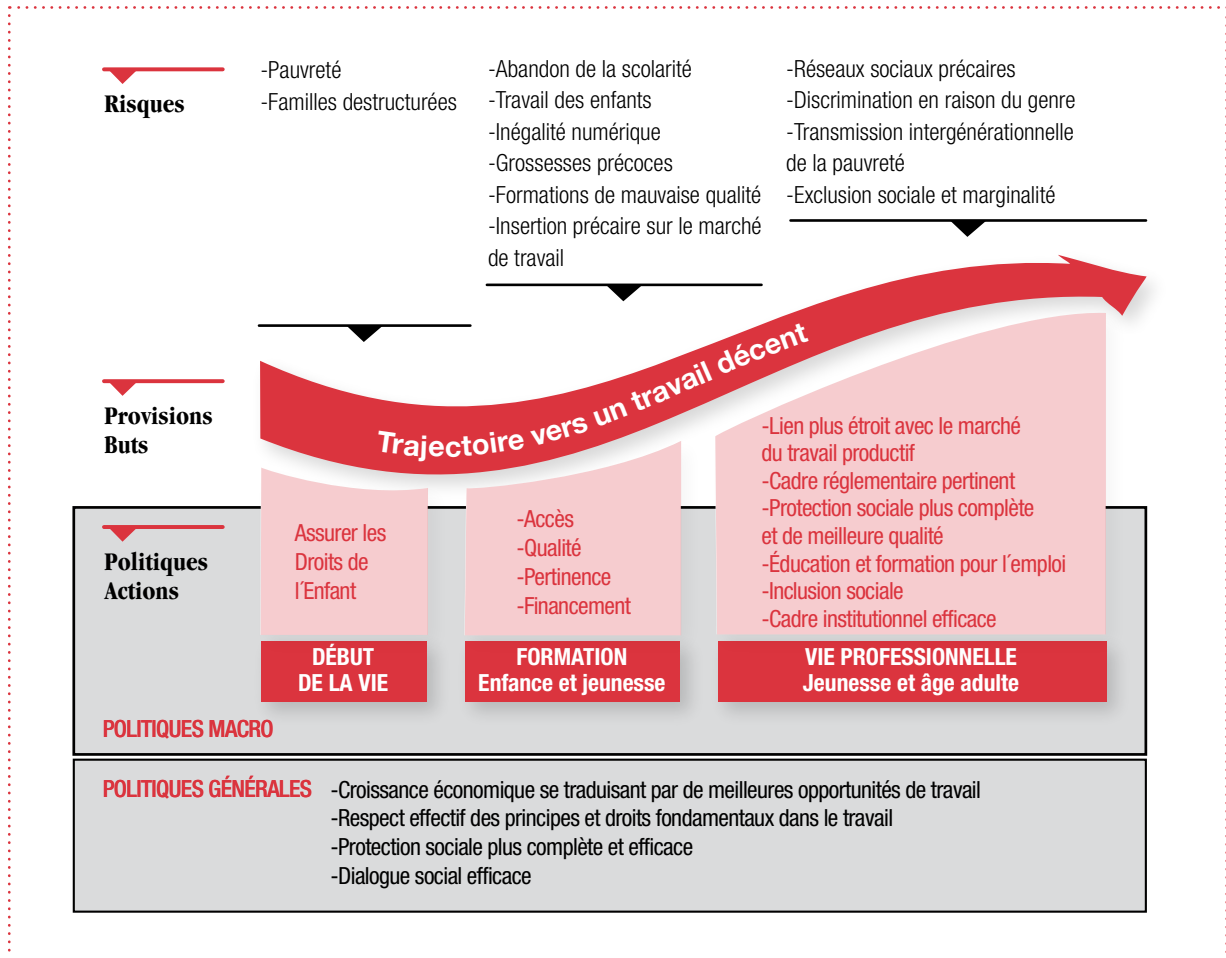 Risques
-Pauvreté
-Familles destructurées
-Abandon de la scolarité
-Travail des enfants
-Inégalité numérique
-Grossesses précoces
-Formations de mauvaise qualité
-Insertion précaire sur le marché
de travail
-Réseaux sociaux précaires
-Discrimination en raison du genre
-Transmission intergénérationnelle
de la pauvreté
-Exclusion sociale et marginalité
Trajectoire vers un travail décent
Provisions
Buts
Politiques
Actions
Assurer les
Droits de
l´Enfant
DÉBUT
DE LA VIE
-Accès
-Qualité
-Pertinence
-Financement
FORMATION
Enfance et jeunesse
-Lien plus étroit avec le marché
du travail productif
-Cadre réglementaire pertinent
-Protection sociale plus complète
et de meilleure qualité
-Éducation et formation pour l´emploi
-Inclusion sociale
-Cadre institutionnel efficace
VIE PROFESSIONNELLE
Jeunesse et âge adulte
POLITIQUES MACRO
POLITIQUES GÉNÉRALES
-Croissance économique se traduisant par de meilleures opportunités de travail
-Respect effectif des principes et droits fondamentaux dans le travail
-Protection sociale plus complète et efficace
-Dialogue social efficace